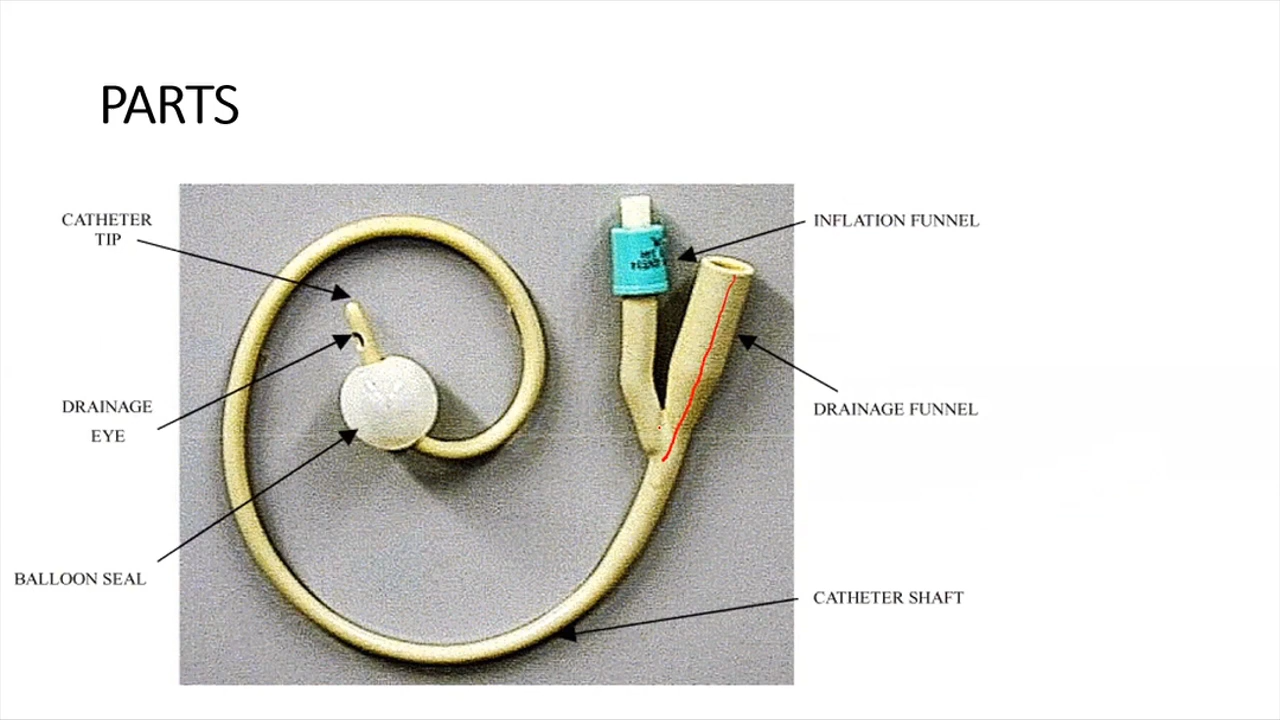 PARTS
CATHETER
TIP
INFLATION FUNNEL
DRAINAGE
EYE
DRAINAGE FUNNEL
BALLOON SEAL
CATHETER SHAFT